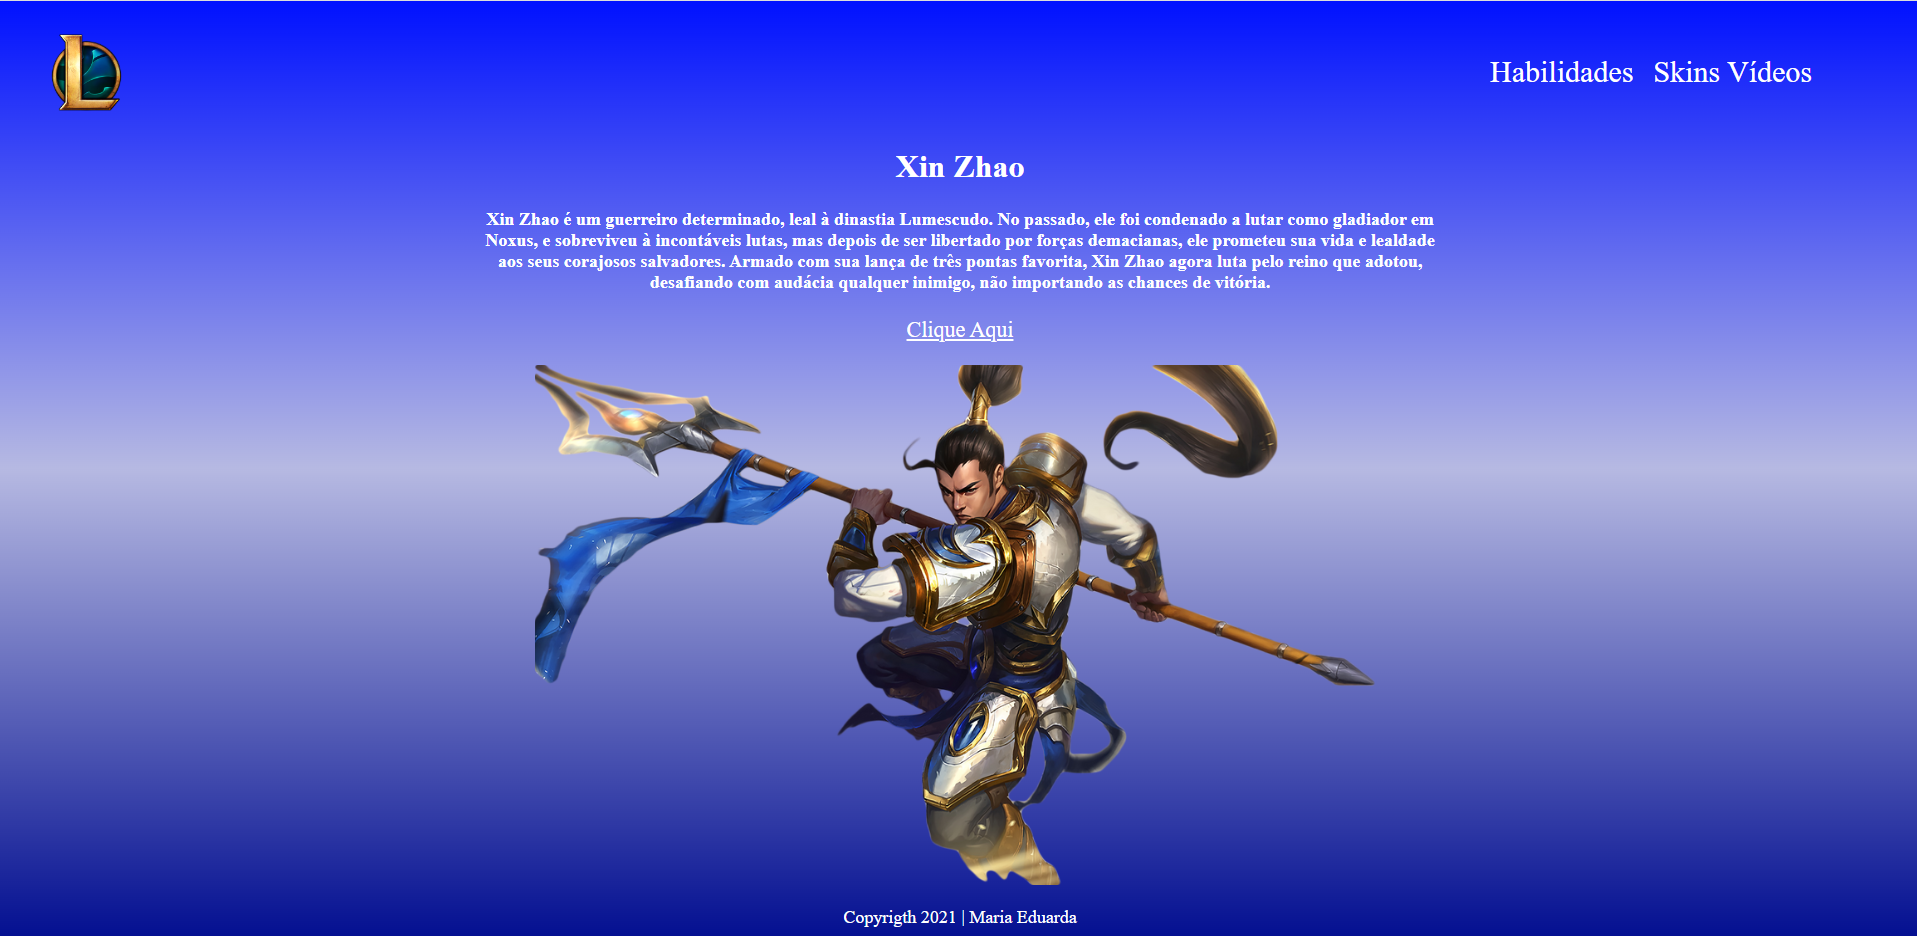 L
Habilidades Skins Vídeos
Xin Zhao
Xin Zhao é um guerreiro determinado, leal à dinastia Lumescudo. No passado, ele foi condenado a lutar como gladiador em
Noxus, e sobreviveu à incontáveis lutas, mas depois de ser libertado por forças demacianas, ele prometeu sua vida e lealdade
aos seus corajosos salvadores. Armado com sua lança de três pontas favorita, Xin Zhao agora luta pelo reino que adotou,
desafiando com audácia qualquer inimigo, não importando as chances de vitória.
Clique Aqui
Copyrigth 2021 | Maria Eduarda